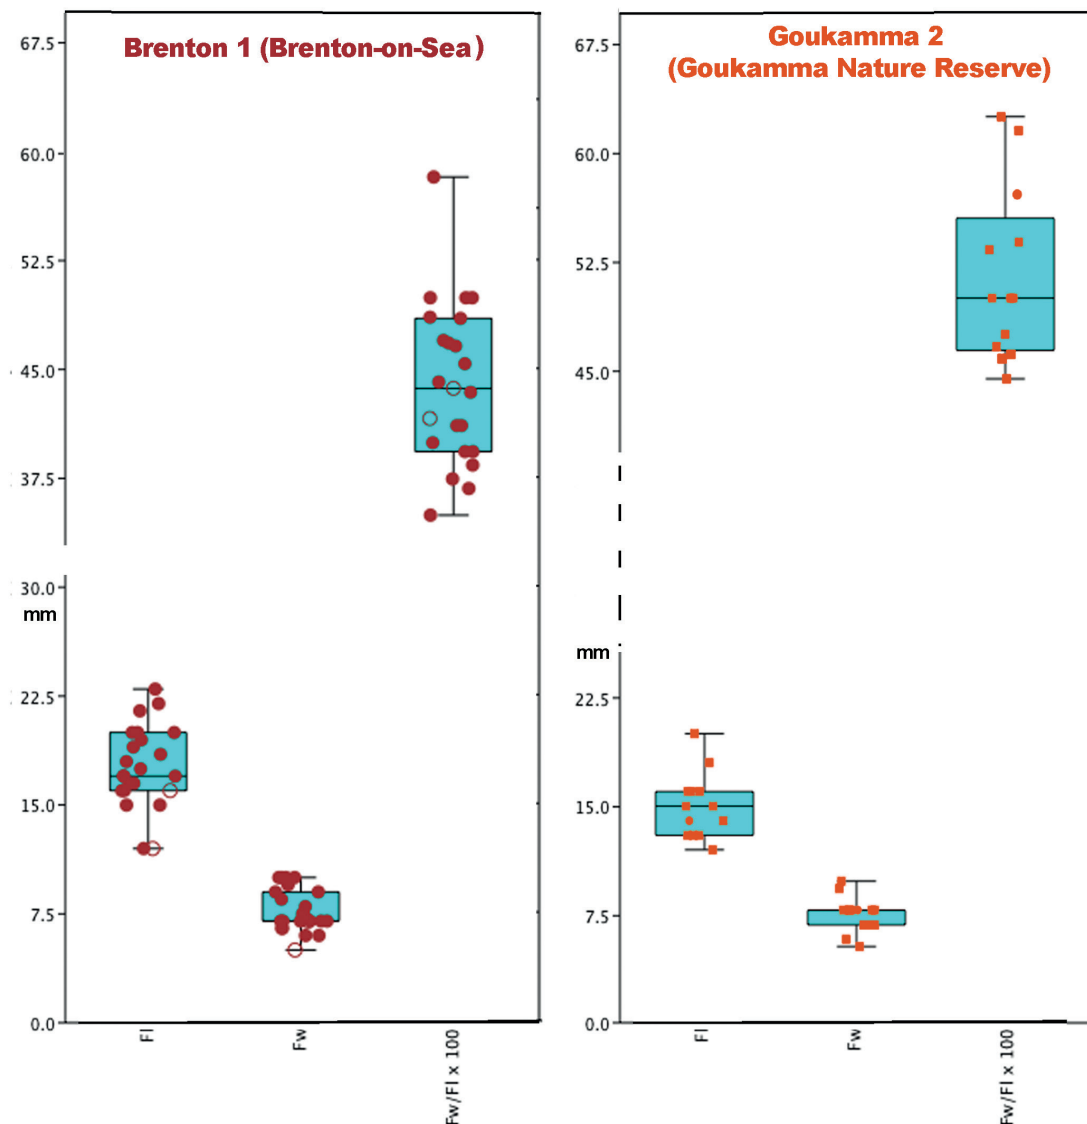 Brenton 1 (Brenton-on-Sea)
67.5
60.0
52.5
45.0
37.5
30.0
mm
22.5
15.0
7.5
0.0
Fl
Fw
Fw/Fl x 100
Goukamma 2
(Goukamma Nature Reserve)
67.5
60.0
52.5
45.0
mm
22.5
15.0
7.5
0.0
Fl
Fw
Fw/Fl x 100